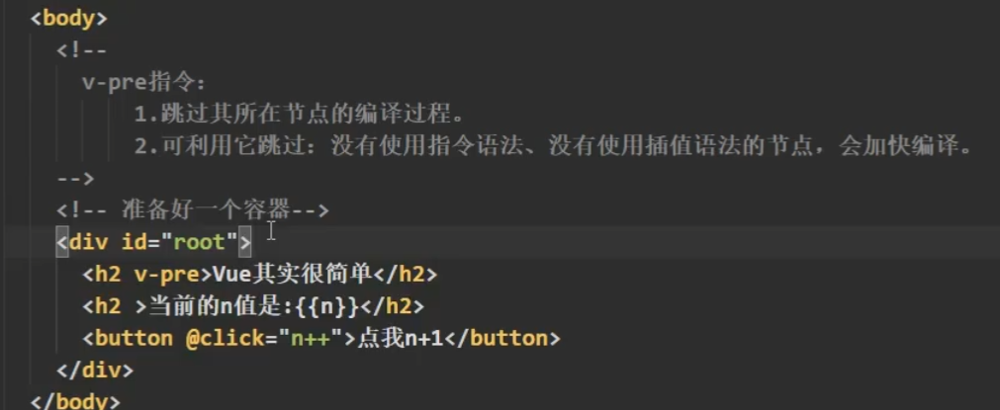 <body>
<!--
v-pre指令：
1.跳过其所在节点的编译过程。
2.可利用它跳过：没有使用指令语法、没有使用插值语法的节点，会加快编译。
-->
<!-- 准备好一个容器-->
<div id="root">
<h2 v-pre>Vue其实很简单</h2>
<h2 >当前的n值是:{{n}}</h2>
<button @click="n++">点我n+1</button>
</div>
</body>